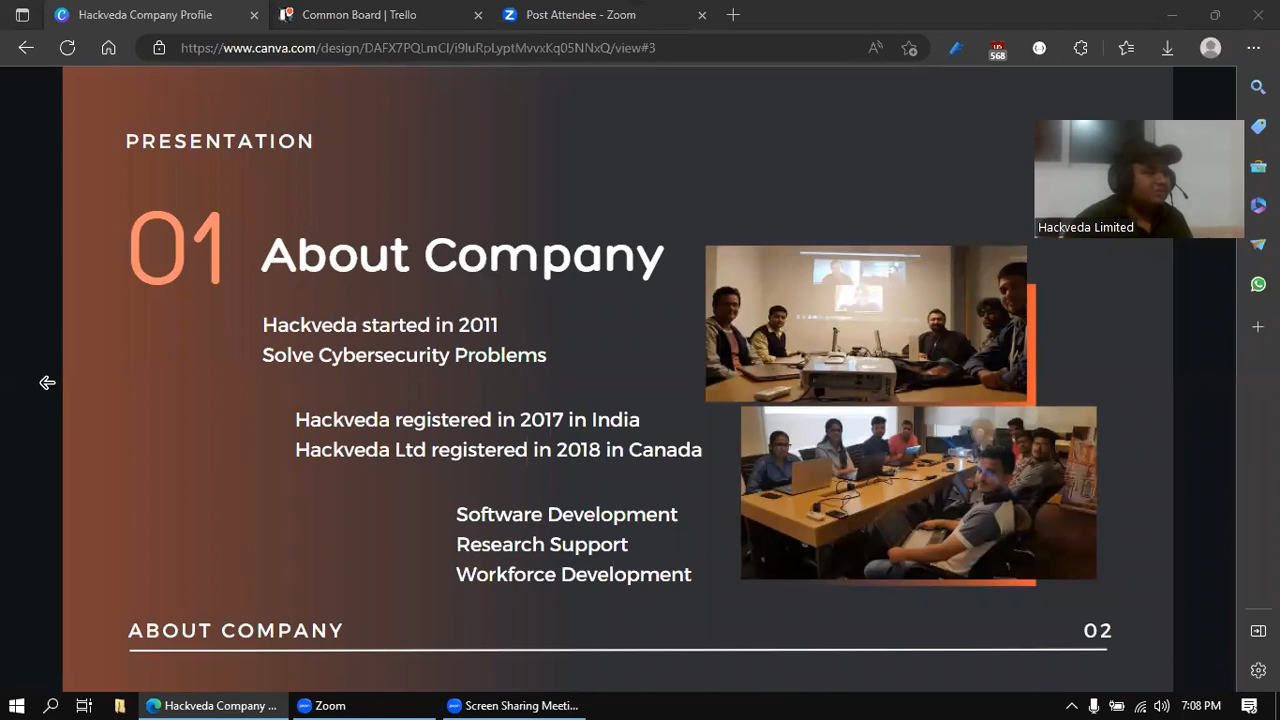 Hackveda Company Profile
Common Board | Trello
Post Attendee - Zoom
https://www.canva.com/design/DAFX7PQLmCI/i9luRpLyptMvvxKq05NNxQ/view#3
568
PRESENTATION
01
About Company
Hackveda Limited
Hackveda started in 2011
Solve Cybersecurity Problems
Hackveda registered in 2017 in India
Hackveda Ltd registered in 2018 in Canada
Software Development
Research Support
Workforce Development
ABOUT COMPANY
02
Hackveda Company ...
Zoom
Screen Sharing Meeti...
7:08 PM